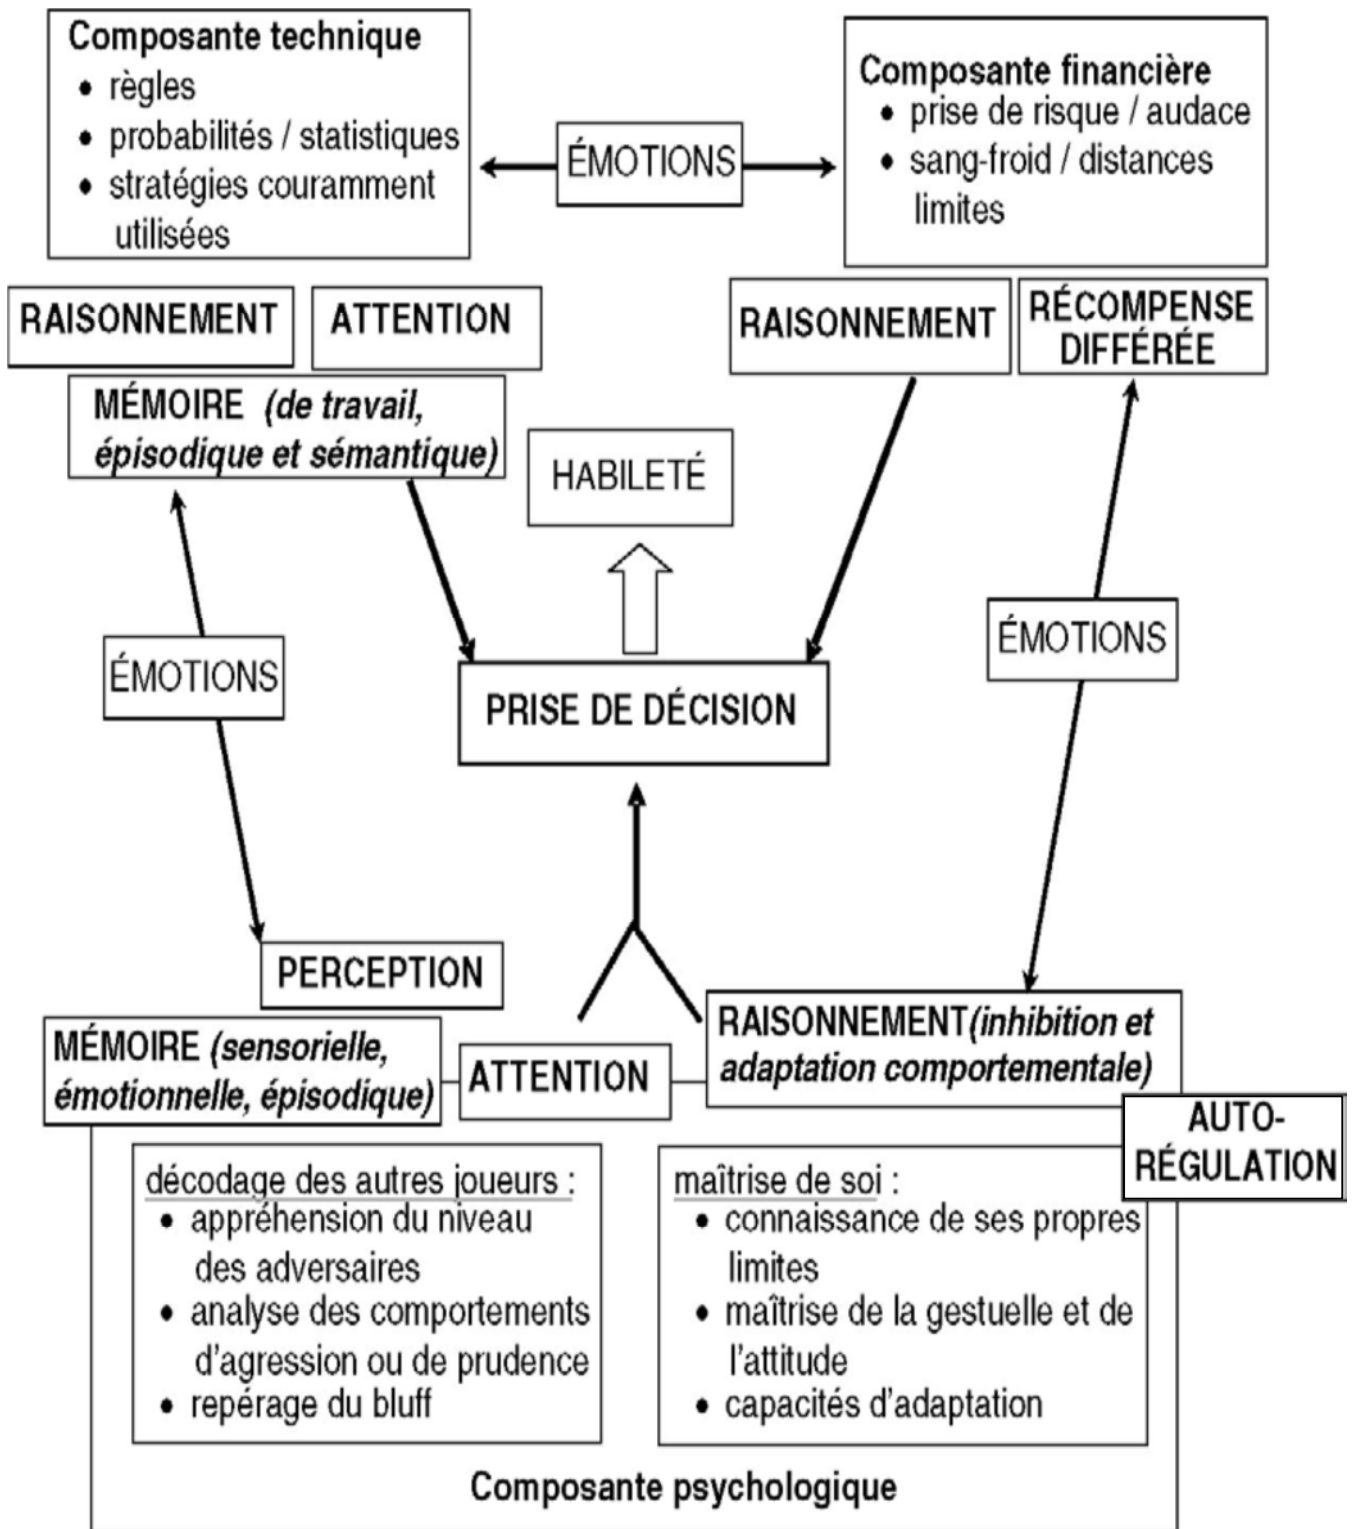 Composante technique
• règles
• probabilités / statistiques
• stratégies couramment
utilisées
ÉMOTIONS
Composante financière
• prise de risque / audace
• sang-froid / distances
limites
RAISONNEMENT
ATTENTION
MÉMOIRE (de travail,
épisodique et sémantique)
RAISONNEMENT
RÉCOMPENSE
DIFFÉRÉE
HABILETÉ
ÉMOTIONS
ÉMOTIONS
PRISE DE DÉCISION
PERCEPTION
MÉMOIRE (sensorielle,
émotionnelle, épisodique)
ATTENTION
RAISONNEMENT(inhibition et
adaptation comportementale)
AUTO-
RÉGULATION
décodage des autres joueurs :
• appréhension du niveau
des adversaires
• analyse des comportements
d'agression ou de prudence
• repérage du bluff
maîtrise de soi :
• connaissance de ses propres
limites
• maîtrise de la gestuelle et de
l'attitude
• capacités d'adaptation
Composante psychologique